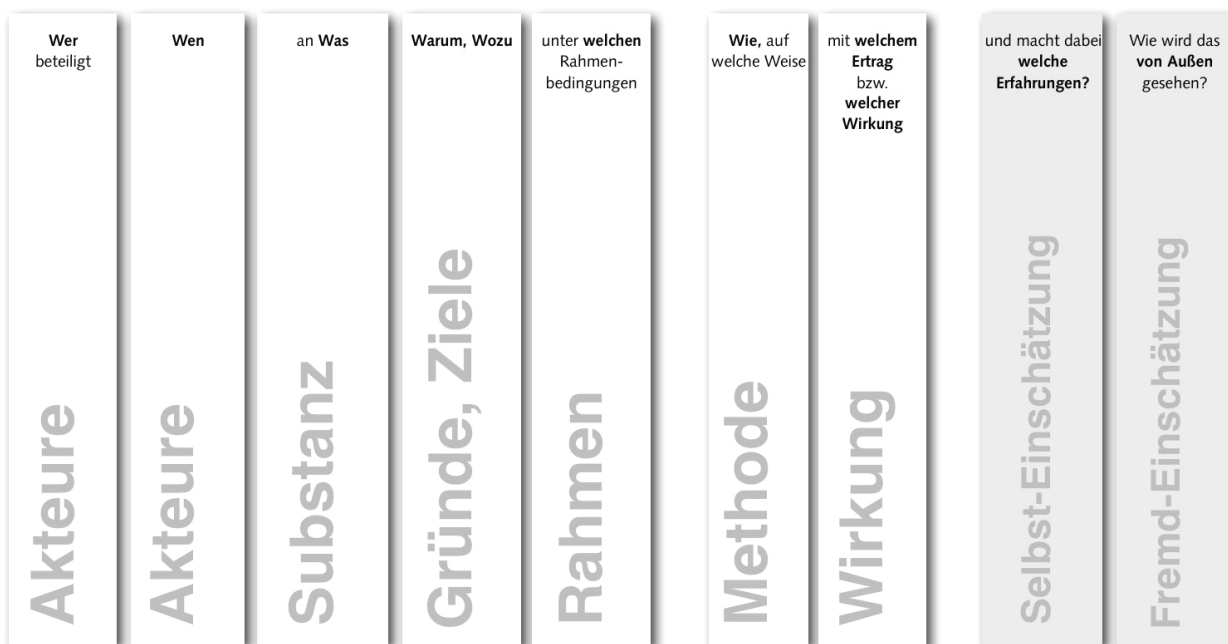 Wer
beteiligt
Akteure
Wen
Akteure
an Was
Substanz
Warum, Wozu
Gründe, Ziele
unter welchen
Rahmen-
bedingungen
Rahmen
Wie, auf
welche Weise
Methode
mit welchem
Ertrag
bzw.
welcher
Wirkung
Wirkung
und macht dabei
welche
Erfahrungen?
Selbst-Einschätzung
Wie wird das
von Außen
gesehen?
Fremd-Einschätzung